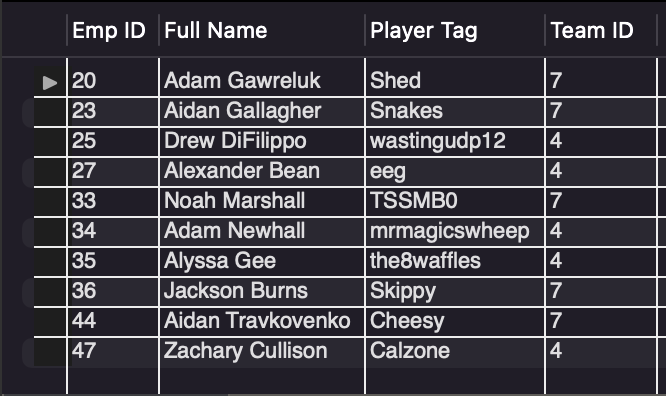 Emp ID Full Name Player Tag Team ID
20 Adam Gawreluk Shed 7
23 Aidan Gallagher Snakes 7
25 Drew DiFilippo wastingudp12 4
27 Alexander Bean eeg 4
33 Noah Marshall TSSMB0 7
34 Adam Newhall mrmagicswheep 4
35 Alyssa Gee the8waffles 4
36 Jackson Burns Skippy 7
44 Aidan Travkovenko Cheesy 7
47 Zachary Cullison Calzone 4